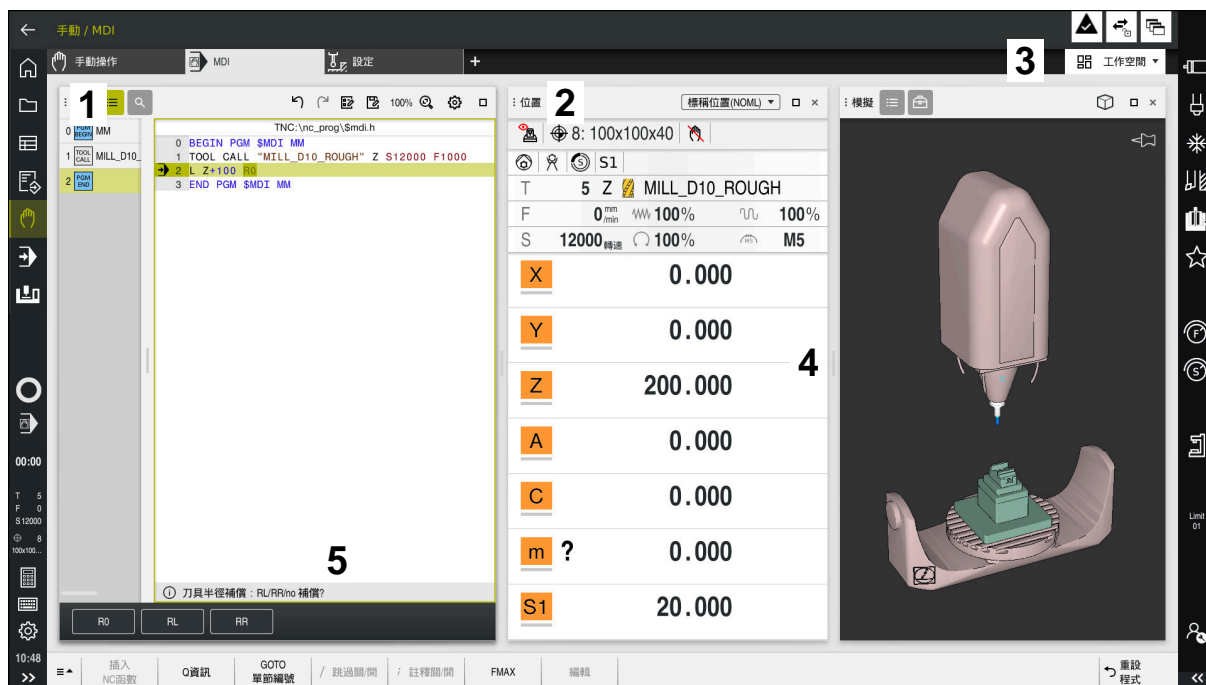 手動 / MDI
手動操作
MDI
設定
+
3
工作空間
1
100%
0 PGM BEGIN MM
1 TOOL CALL MILL_D10_
2 PGM END
TNC:\nc_prog\$mdi.h
0 BEGIN PGM $MDI MM
1 TOOL CALL "MILL_D10_ROUGH" Z S12000 F1000
2 L Z+100 R0
3 END PGM $MDI MM
5
刀具半徑補償 : RL/RR/no 補償?
R0 RL RR
位置
2
標稱位置(NOML)
8: 100x100x40
S1
T 5 Z MILL_D10_ROUGH
F 0 mm/min 100% 100%
S 12000 轉速 100% M5
X 0.000
Y 0.000
4
Z 200.000
A 0.000
C 0.000
m ? 0.000
S1 20.000
模擬
00:00
T 5
F 0
S12000
8
100x100...
10:48
Limit
01
插入
NC函數
Q資訊
GOTO
單節編號
/ 跳過關/開
; 註釋關/開
FMAX
編輯
重設
程式